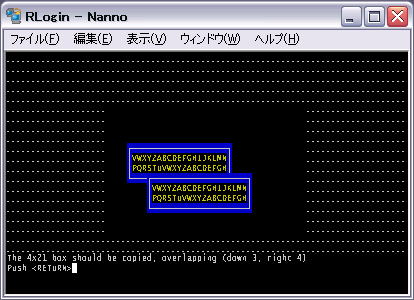 RLogin - Nanno
ファイル(F) 編集(E) 表示(V) ウィンドウ(W) ヘルプ(H)
VWXYZABCDEFGHIJKLMN
PQRSTUVWXYZABCDEFGH
VWXYZABCDEFGHIJKLMN
PQRSTUVWXYZABCDEFGH
The 4x21 box should be copied, overlapping (down 3, right 4)
Push <RETURN>